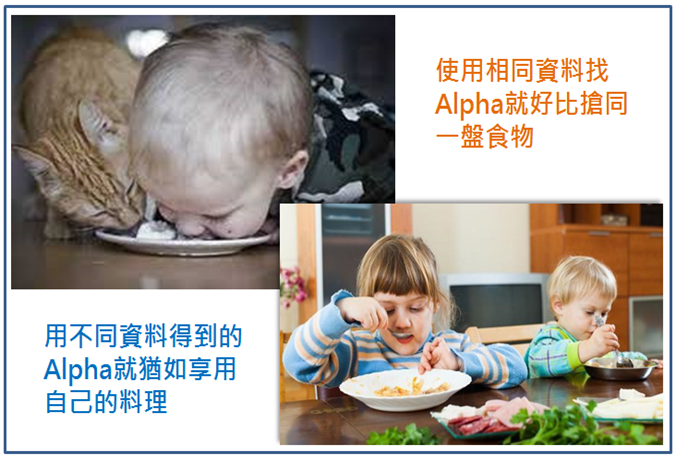 使用相同資料找
Alpha就好比搶同
一盤食物
用不同資料得到的
Alpha就猶如享用
自己的料理